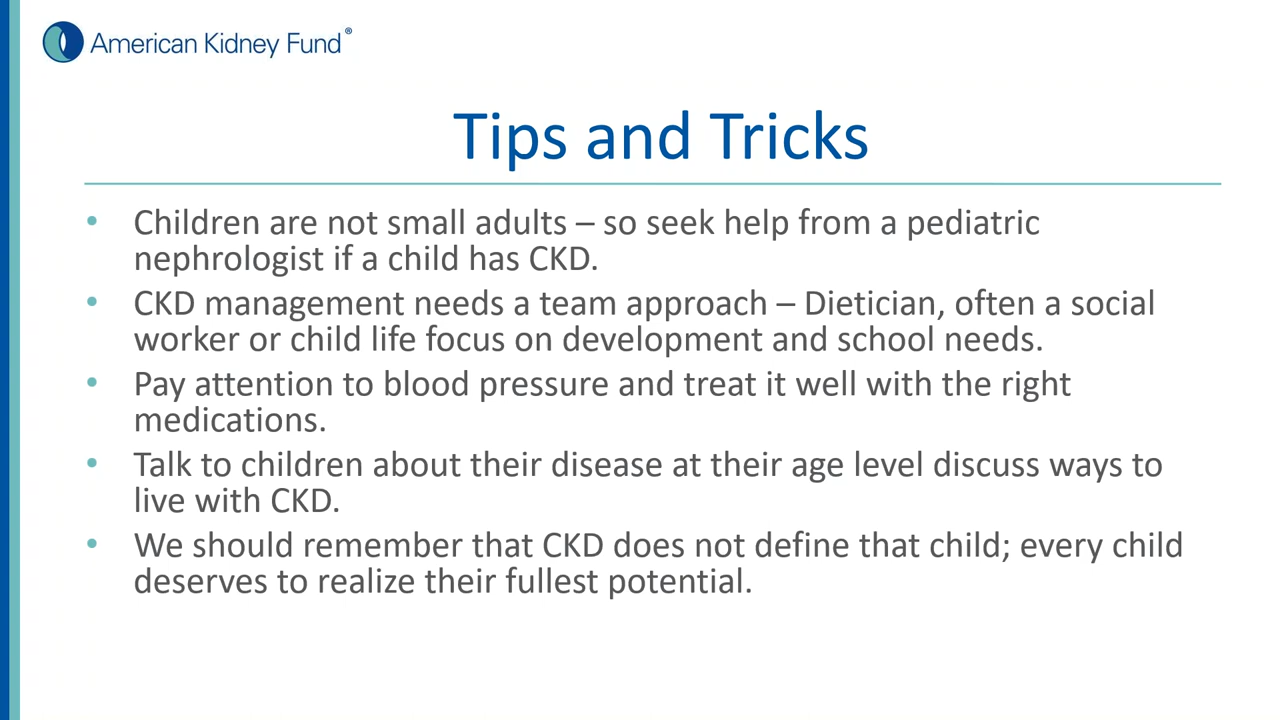 American Kidney Fund®
Tips and Tricks
• Children are not small adults – so seek help from a pediatric
nephrologist if a child has CKD.
• CKD management needs a team approach – Dietician, often a social
worker or child life focus on development and school needs.
• Pay attention to blood pressure and treat it well with the right
medications.
• Talk to children about their disease at their age level discuss ways to
live with CKD.
• We should remember that CKD does not define that child; every child
deserves to realize their fullest potential.